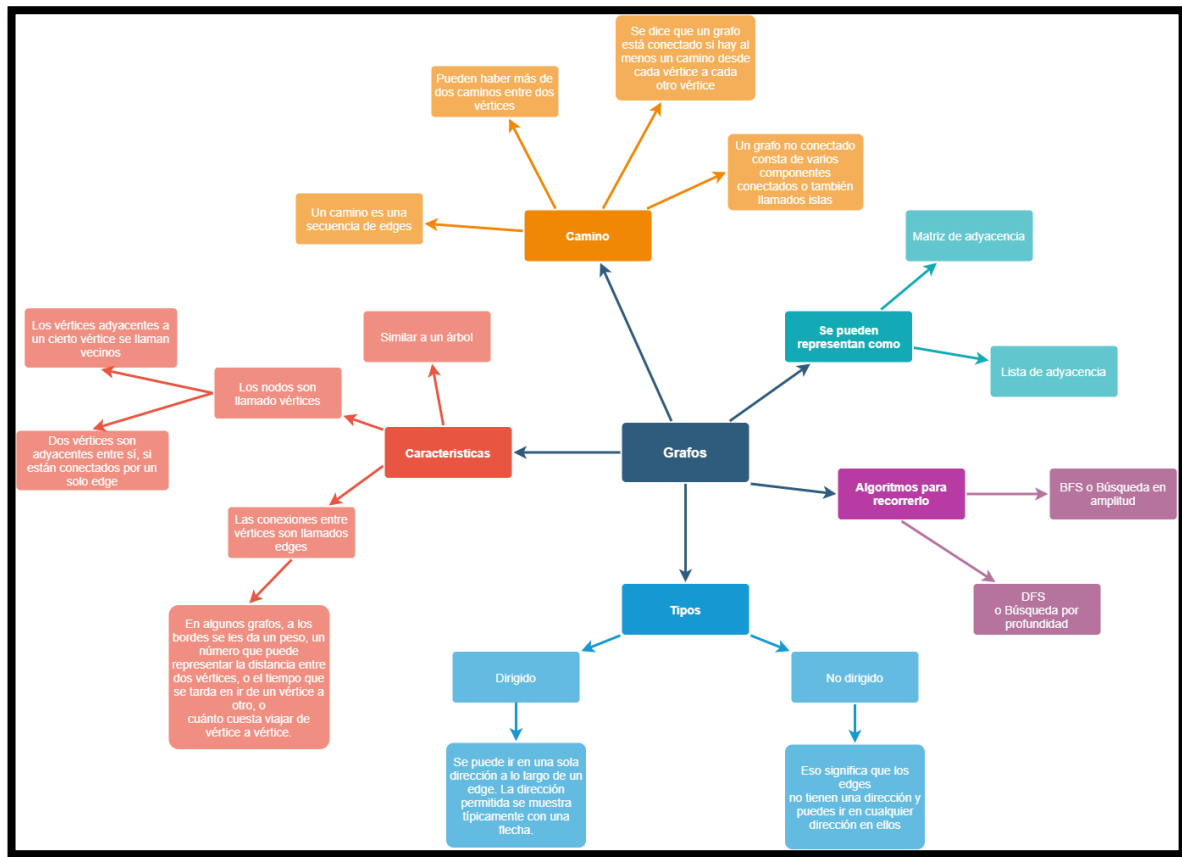 Se dice que un grafo
está conectado si hay al
menos un camino desde
cada vértice a cada
otro vértice
Pueden haber más de
dos caminos entre dos
vértices
Un grafo no conectado
consta de varios
componentes
conectados o también
llamados islas
Un camino es una
secuencia de edges
Camino
Matriz de adyacencia
Se pueden
representan como
Lista de adyacencia
Los vértices adyacentes a
un cierto vértice se llaman
vecinos
Similar a un árbol
Los nodos son
llamado vértices
Dos vértices son
adyacentes entre sí, si
están conectados por un
solo edge
Características
Grafos
Las conexiones entre
vértices son llamados
edges
Algoritmos para
recorrerlo
BFS o Búsqueda en
amplitud
DFS
o Búsqueda por
profundidad
En algunos grafos, a los
bordes se les da un peso, un
número que puede
representar la distancia entre
dos vértices, o el tiempo que
se tarda en ir de un vértice a
otro, o
cuánto cuesta viajar de
vértice a vértice.
Tipos
Dirigido
No dirigido
Se puede ir en una sola
dirección a lo largo de un
edge. La dirección
permitida se muestra
típicamente con una
flecha.
Eso significa que los
edges
no tienen una dirección y
puedes ir en cualquier
dirección en ellos